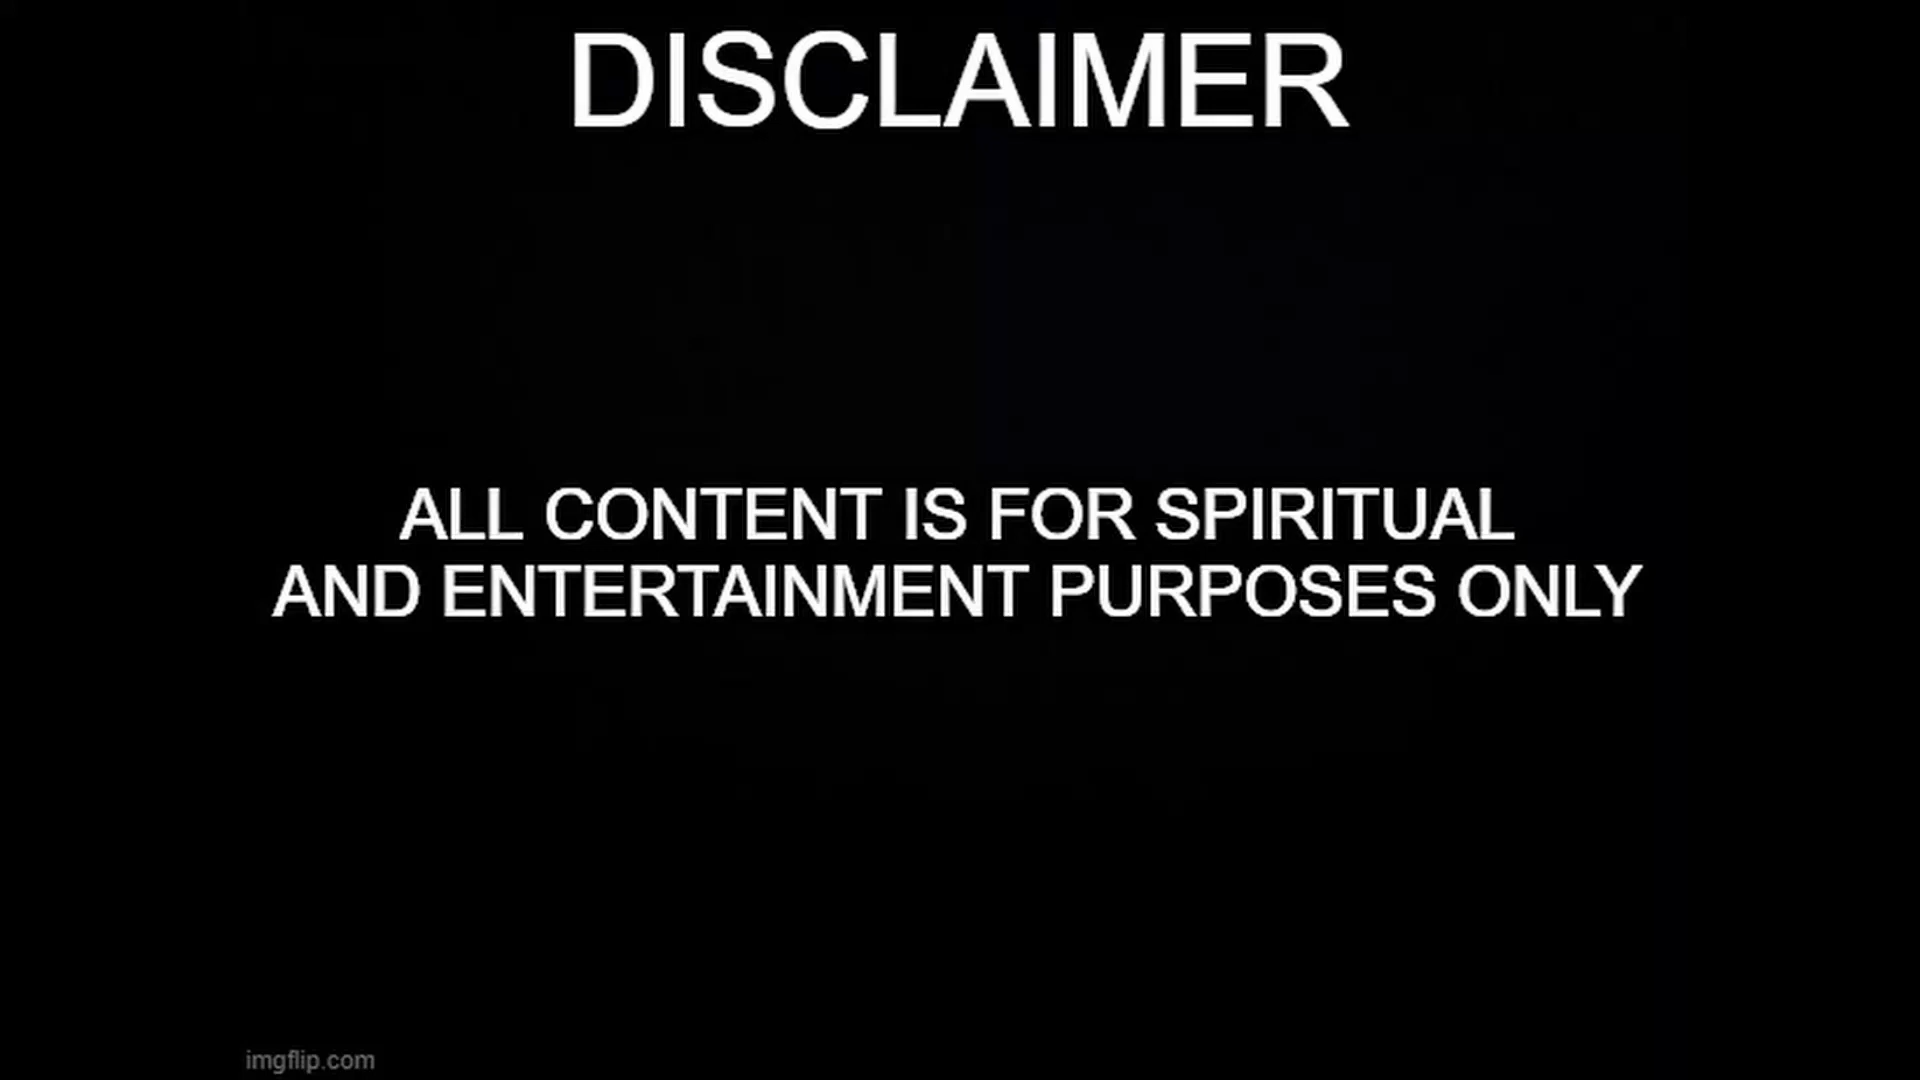 DISCLAIMER
ALL CONTENT IS FOR SPIRITUAL
AND ENTERTAINMENT PURPOSES ONLY
imgflip.com